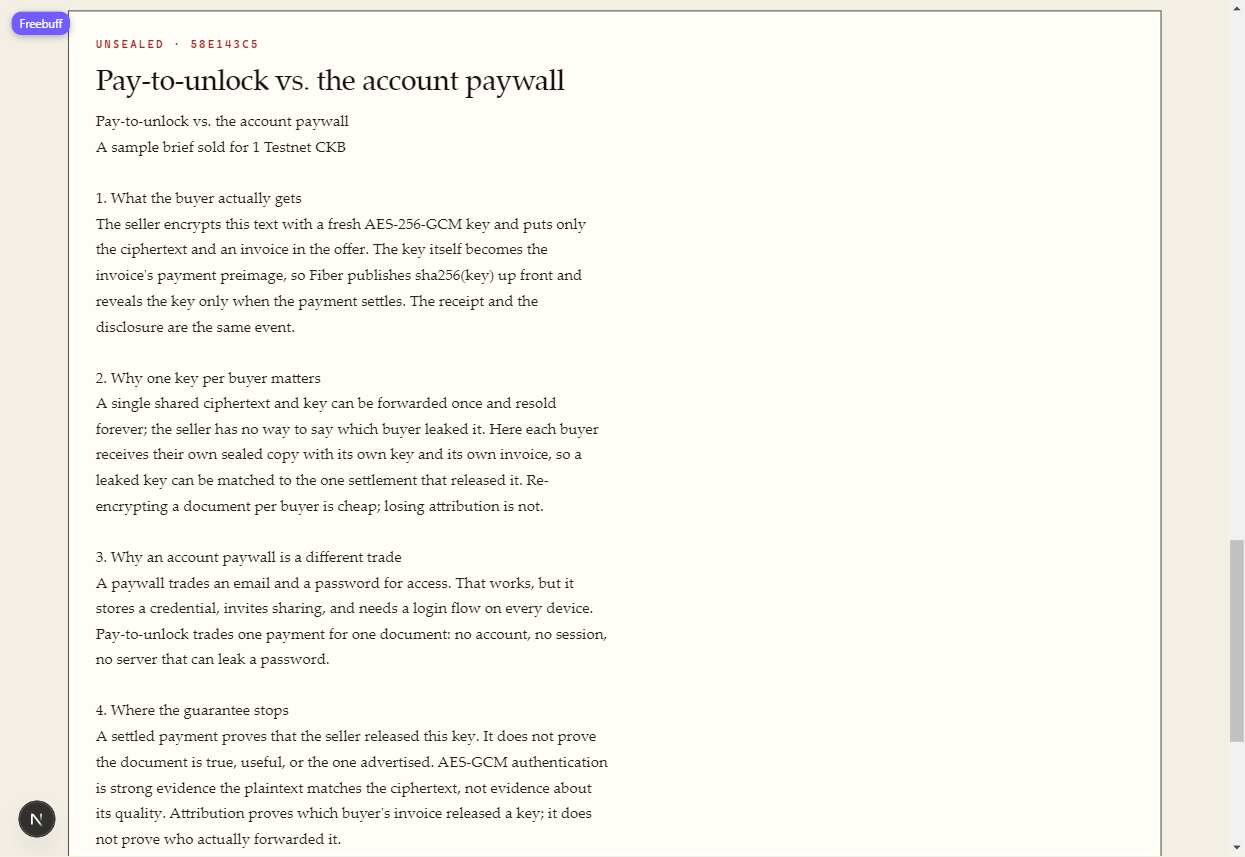 Freebuff
UNSEALED · 58E143C5
Pay-to-unlock vs. the account paywall
Pay-to-unlock vs. the account paywall
A sample brief sold for 1 Testnet CKB
1. What the buyer actually gets
The seller encrypts this text with a fresh AES-256-GCM key and puts only
the ciphertext and an invoice in the offer. The key itself becomes the
invoice's payment preimage, so Fiber publishes sha256(key) up front and
reveals the key only when the payment settles. The receipt and the
disclosure are the same event.
2. Why one key per buyer matters
A single shared ciphertext and key can be forwarded once and resold
forever; the seller has no way to say which buyer leaked it. Here each buyer
receives their own sealed copy with its own key and its own invoice, so a
leaked key can be matched to the one settlement that released it. Re-
encrypting a document per buyer is cheap; losing attribution is not.
3. Why an account paywall is a different trade
A paywall trades an email and a password for access. That works, but it
stores a credential, invites sharing, and needs a login flow on every device.
Pay-to-unlock trades one payment for one document: no account, no session,
no server that can leak a password.
4. Where the guarantee stops
A settled payment proves that the seller released this key. It does not prove
the document is true, useful, or the one advertised. AES-GCM authentication
is strong evidence the plaintext matches the ciphertext, not evidence about
its quality. Attribution proves which buyer's invoice released a key; it does
not prove who actually forwarded it.
N